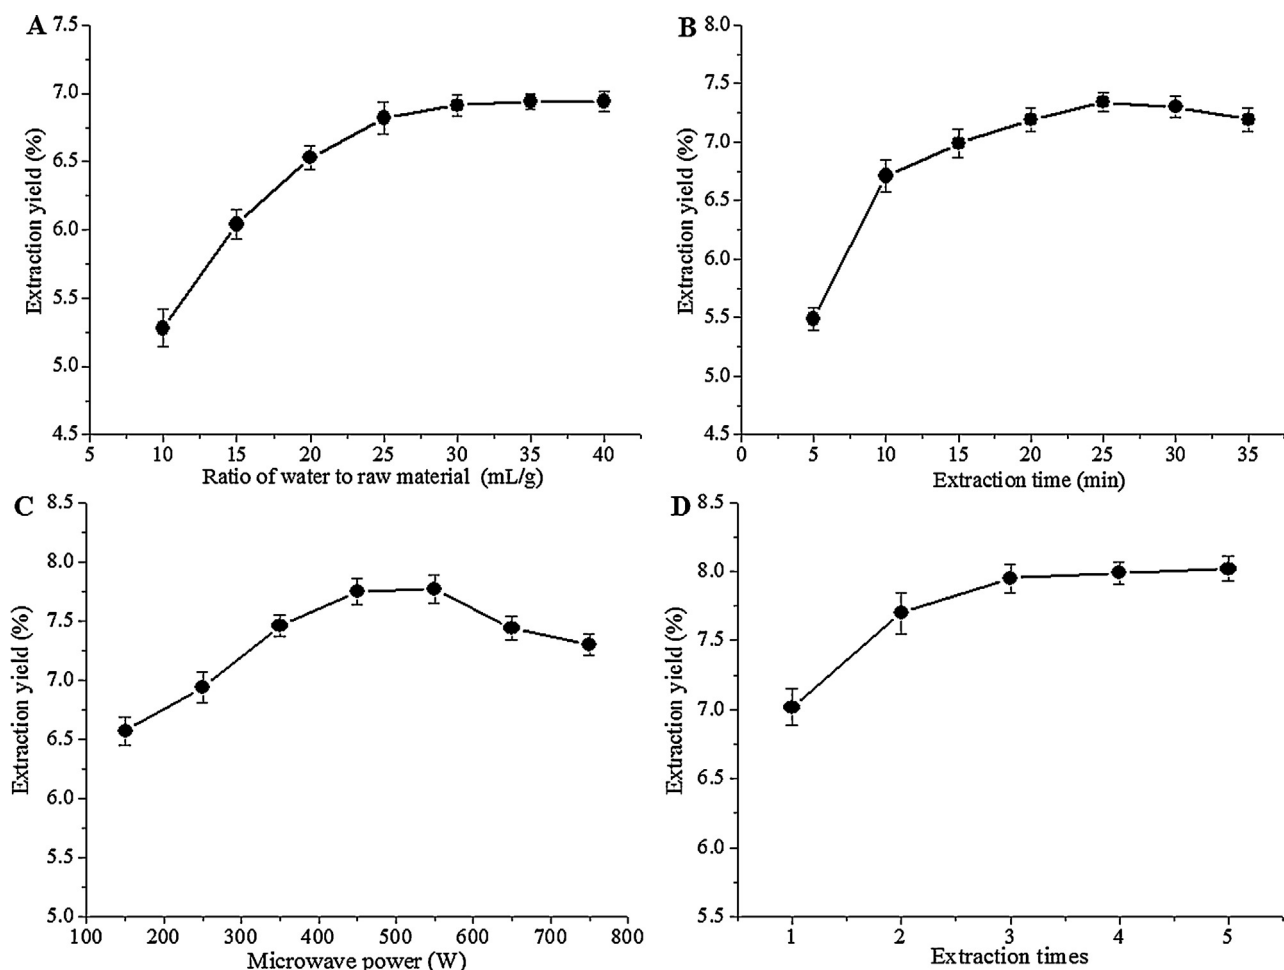 A
Extraction yield (%)
7.5
7.0
6.5
6.0
5.5
5.0
4.5
5 10 15 20 25 30 35 40
Ratio of water to raw material (mL/g)
B
Extraction yield (%)
8.0
7.5
7.0
6.5
6.0
5.5
5.0
4.5
0 5 10 15 20 25 30 35
Extraction time (min)
C
Extraction yield (%)
8.5
8.0
7.5
7.0
6.5
6.0
5.5
5.0
100 200 300 400 500 600 700 800
Microwave power (W)
D
Extraction yield (%)
8.5
8.0
7.5
7.0
6.5
6.0
5.5
1 2 3 4 5
Extraction times